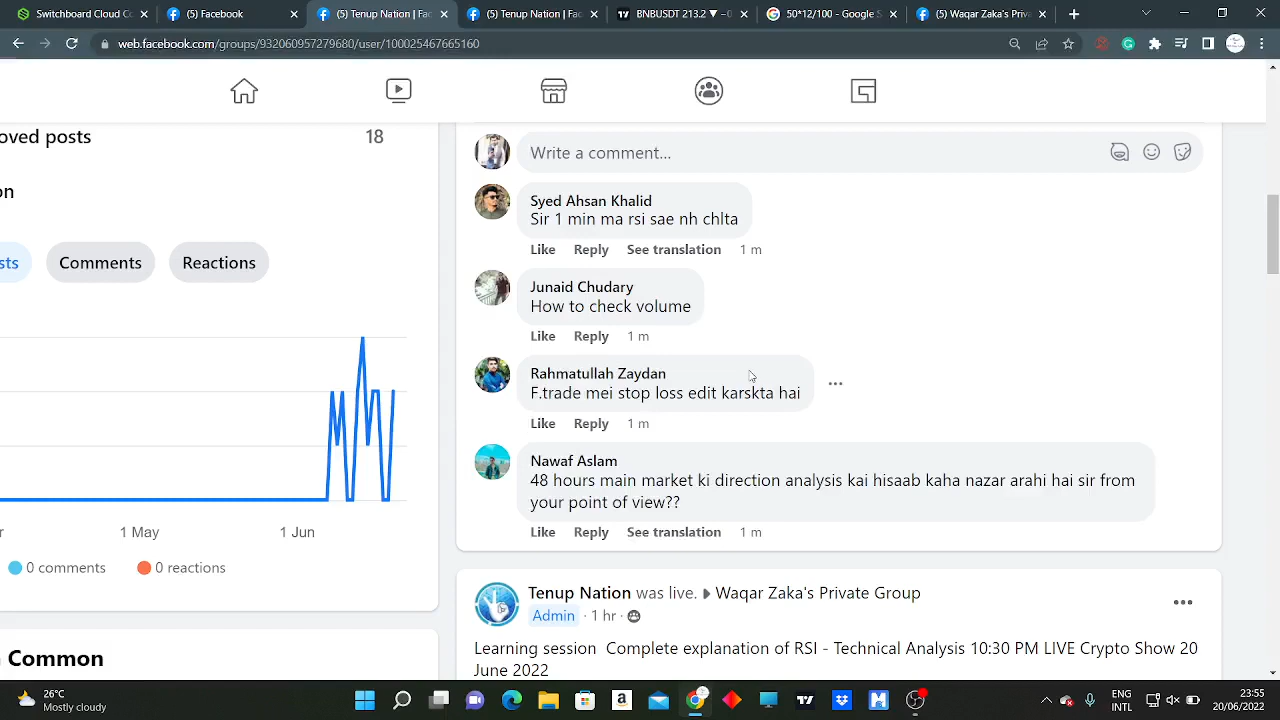 Switchboard Cloud Co
(5) Facebook
(5) Tenup Nation | Fac
(5) Tenup Nation | Fac
BNBUSDT 213.2 ▼ −0
50*12/100 - Google S
(5) Waqar Zaka's Priva
web.facebook.com/groups/932060957279680/user/100025467665160
oved posts
18
on
sts
Comments
Reactions
r
1 May
1 Jun
0 comments
0 reactions
Common
Write a comment...
Syed Ahsan Khalid
Sir 1 min ma rsi sae nh chlta
Like Reply See translation 1 m
Junaid Chudary
How to check volume
Like Reply 1 m
Rahmatullah Zaydan
F.trade mei stop loss edit karskta hai
Like Reply 1 m
Nawaf Aslam
48 hours main market ki direction analysis kai hisaab kaha nazar arahi hai sir from
your point of view??
Like Reply See translation 1 m
Tenup Nation was live. Waqar Zaka's Private Group
Admin · 1 hr ·
Learning session Complete explanation of RSI - Technical Analysis 10:30 PM LIVE Crypto Show 20
June 2022
26°C
Mostly cloudy
ENG
INTL
23:55
20/06/2022